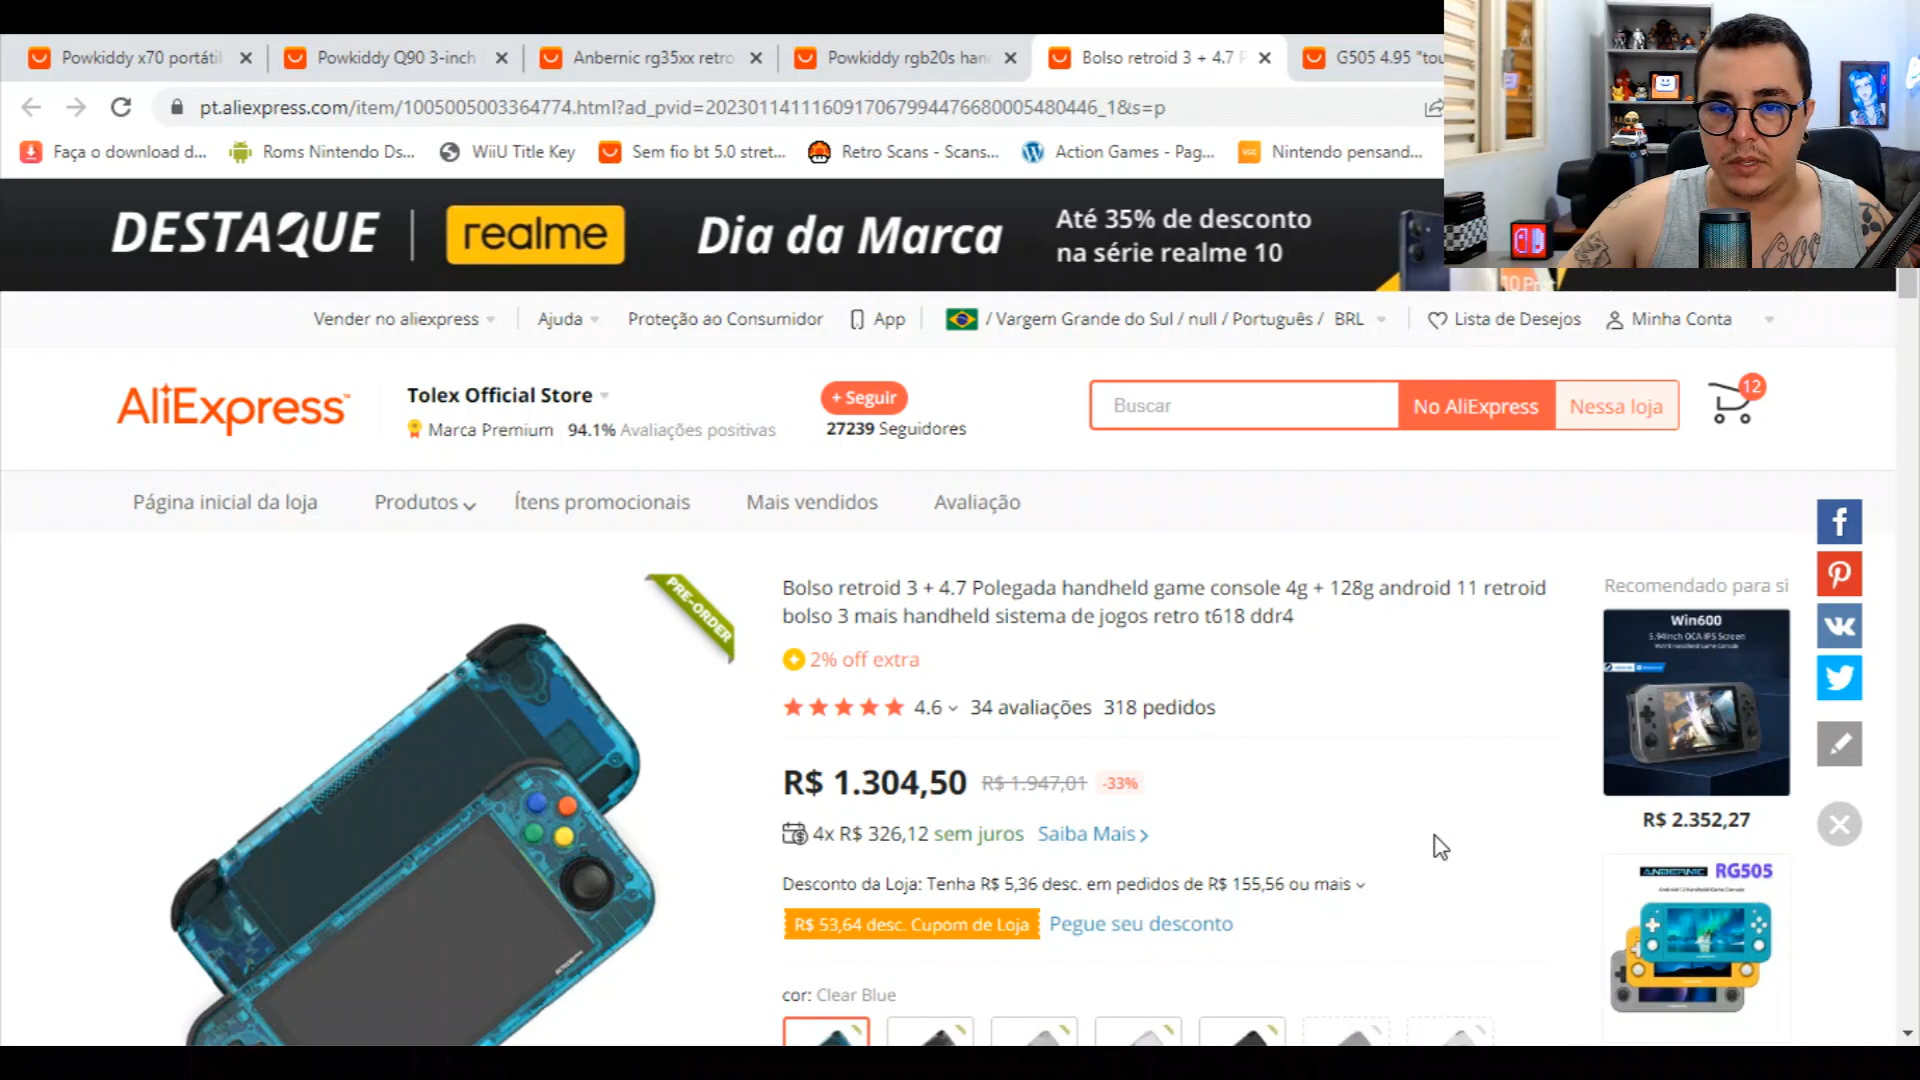 Powkiddy x70 portátil
Powkiddy Q90 3-inch
Anbernic rg35xx retro
Powkiddy rgb20s han
Bolso retroid 3 + 4.7 P
G505 4.95 "tou
pt.aliexpress.com/item/1005005003364774.html?ad_pvid=202301141116091706799447668000548044​6_1&s=p
Faça o download d...
Roms Nintendo Ds...
WiiU Title Key
Sem fio bt 5.0 stret...
Retro Scans - Scans...
Action Games - Pag...
Nintendo pensand...
DESTAQUE
realme
Dia da Marca
Até 35% de desconto
na série realme 10
Vender no aliexpress
Ajuda
Proteção ao Consumidor
App
/ Vargem Grande do Sul / null / Português / BRL
Lista de Desejos
Minha Conta
AliExpress
Tolex Official Store
Marca Premium 94.1% Avaliações positivas
+ Seguir
27239 Seguidores
Buscar
No AliExpress
Nessa loja
12
Página inicial da loja
Produtos
Ítens promocionais
Mais vendidos
Avaliação
PRE-ORDER
Bolso retroid 3 + 4.7 Polegada handheld game console 4g + 128g android 11 retroid
bolso 3 mais handheld sistema de jogos retro t618 ddr4
2% off extra
4.6 34 avaliações 318 pedidos
R$ 1.304,50 R$ 1.947,01 -33%
4x R$ 326,12 sem juros Saiba Mais
Desconto da Loja: Tenha R$ 5,36 desc. em pedidos de R$ 155,56 ou mais
R$ 53,64 desc. Cupom de Loja Pegue seu desconto
cor: Clear Blue
Recomendado para si
Win600
5.94inch OCA IPS Screen
R$ 2.352,27
ANBERNIC RG505